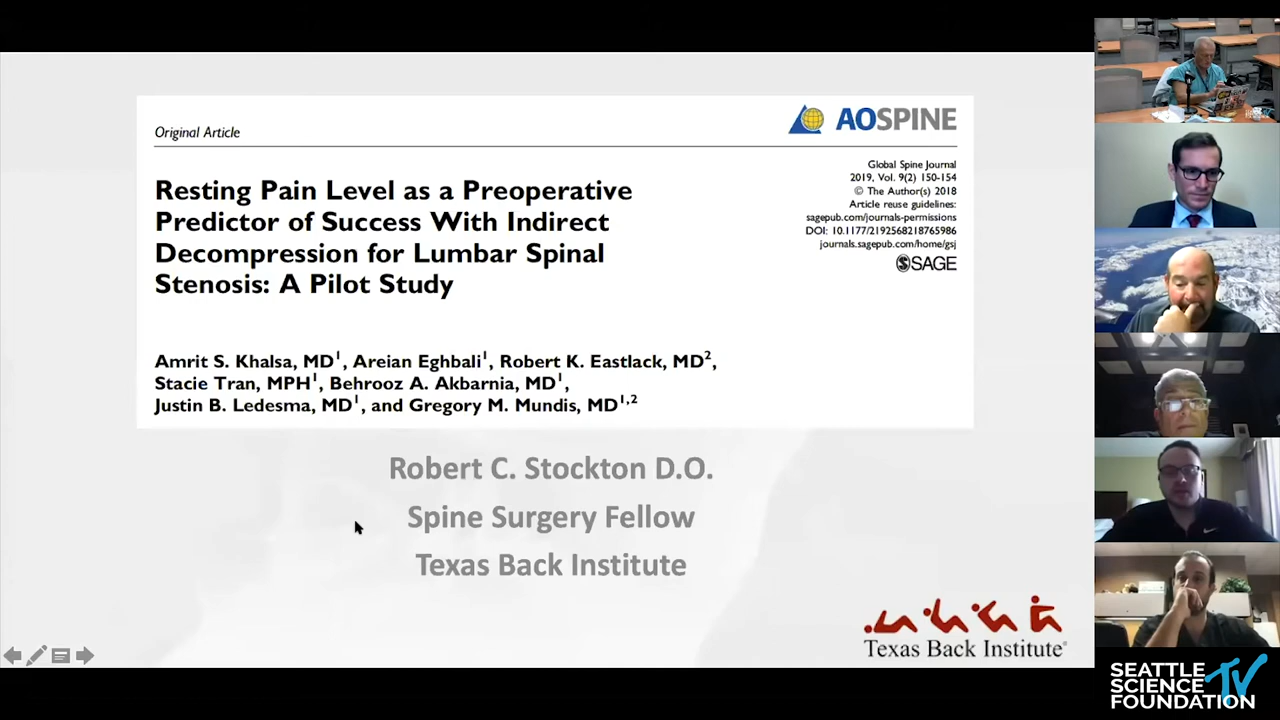 Original Article
AOSPINE
Resting Pain Level as a Preoperative
Predictor of Success With Indirect
Decompression for Lumbar Spinal
Stenosis: A Pilot Study
Global Spine Journal
2019, Vol. 9(2) 150-154
© The Author(s) 2018
Article reuse guidelines:
sagepub.com/journals-permissions
DOI: 10.1177/2192568218765986
journals.sagepub.com/home/gsj
SAGE
Amrit S. Khalsa, MD1, Areian Eghbali1, Robert K. Eastlack, MD2,
Stacie Tran, MPH1, Behrooz A. Akbarnia, MD1,
Justin B. Ledesma, MD1, and Gregory M. Mundis, MD1,2
Robert C. Stockton D.O.
Spine Surgery Fellow
Texas Back Institute
Texas Back Institute®
SEATTLE
SCIENCE
FOUNDATION
TV